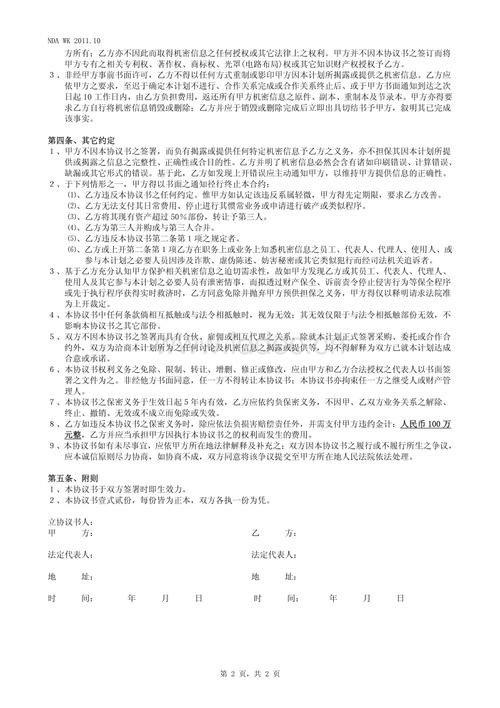 NDA WK 2011.10
方所有；乙方亦不因此而取得机密信息之任何授权或其它法律上之权利。甲方并不因本协议书之签订而将
甲方专有之相关专利权、著作权、商标权、光罩(电路布局)权或其它知识财产权授权予乙方。
3、非经甲方事前书面许可，乙方不得以任何方式重制或影印甲方因本计划所揭露或提供之机密信息。乙方应
依甲方之要求，至迟于确定本计划不进行、合作关系完成或合作关系终止后、或于甲方书面通知到达之次
日起 10 工作日内，由乙方负担费用，返还所有甲方机密信息之原件、副本、重制本及节录本。甲方亦得要
求乙方自行将机密信息销毁或删除；乙方并应于销毁或删除完成后立即出具切结书予甲方，叙明其已完成
该事实。
第四条、其它约定
1、甲方不因本协议书之签署，而负有揭露或提供任何特定机密信息予乙方之义务，亦不担保其因本计划所
提供或揭露之信息之完整性、正确性或合目的性。乙方并明了机密信息必然会含有诸如印刷错误、计算错误、
缺漏或其它形式的错误。基于此，乙方如发现上开错误应主动通知甲方，以维持甲方提供信息的正确性。
2、于下列情形之一，甲方得以书面之通知径行终止本合约：
⑴、乙方违反本协议书之任何约定。惟甲方如认定该违反系属轻微，甲方得先定期限，要求乙方改善。
⑵、乙方无法支付其日常费用、停止进行其惯常业务或申请进行破产或类似程序。
⑶、乙方将其现有资产超过 50％部份，转让予第三人。
⑷、乙方为第三人并购或与第三人合并。
⑸、乙方违反本协议书第二条第 1 项之规定者。
⑹、乙方或上开第二条第 1 项乙方在职务上或业务上知悉机密信息之员工、代表人、代理人、使用人、或
参与本计划之必要人员因涉及诈欺、虚伪陈述、妨害秘密或其它类似犯行而经司法机关追诉者。
3、基于乙方充分认知甲方保护相关机密信息之迫切需求性，故如甲方发现乙方或其员工、代表人、代理人、
使用人及其它参与本计划之必要人员有泄密情事，而拟透过财产保全、诉前责令停止侵害行为等保全程序
或先于执行程序获得实时救济时，乙方同意免除并抛弃甲方预供担保之义务，甲方得仅以释明请求法院准
为上开裁定。
4、本协议书中任何条款倘相互抵触或与法令相抵触时，视为无效；其无效仅限于与法令相抵触部份无效，不
影响本协议书之其它部份。
5、双方不因本协议书之签署而具有合伙、雇佣或相互代理之关系。除就本计划正式签署采购、委托或合作合
约外，双方为洽商本计划所为之任何讨论及机密信息之揭露或提供等，均不得解释为双方已就本计划达成
合意或承诺。
6、本协议书权利义务之免除、限制、转让、增删、修正或修改，应由甲方和乙方合法授权之代表人以书面签
署之文件为之。非经他方书面同意，任一方不得转让本协议书；本协议书亦拘束任一方之继受人或财产管
理人。
7、本协议书之保密义务于生效日起 5 年内有效，乙方应依约负保密义务，不因甲、乙双方业务关系之解除、
终止、撤销、无效或不成立而免除或失效。
8、乙方如违反本协议书之保密义务时，除应依法负损害赔偿责任外，并需支付甲方违约金计：人民币 100 万
元整。乙方并应当承担甲方因执行本协议书之权利而发生的费用。
9、本协议书如有未尽事宜，应依甲方所在地法律解释及补充之；双方因本协议书之履行或不履行所生之争议，
应本诚信原则尽力协商，如协商不成，双方同意将该争议提交至甲方所在地人民法院依法处理。
第五条、附则
1、本协议书于双方签署时即生效力。
2、本协议书壹式贰份，每份皆为正本，双方各执一份为凭。
立协议书人：
甲 方： 乙 方：
法定代表人： 法定代表人：
地 址： 地 址：
时 间： 年 月 日 时 间： 年 月 日
第 2 页，共 2 页